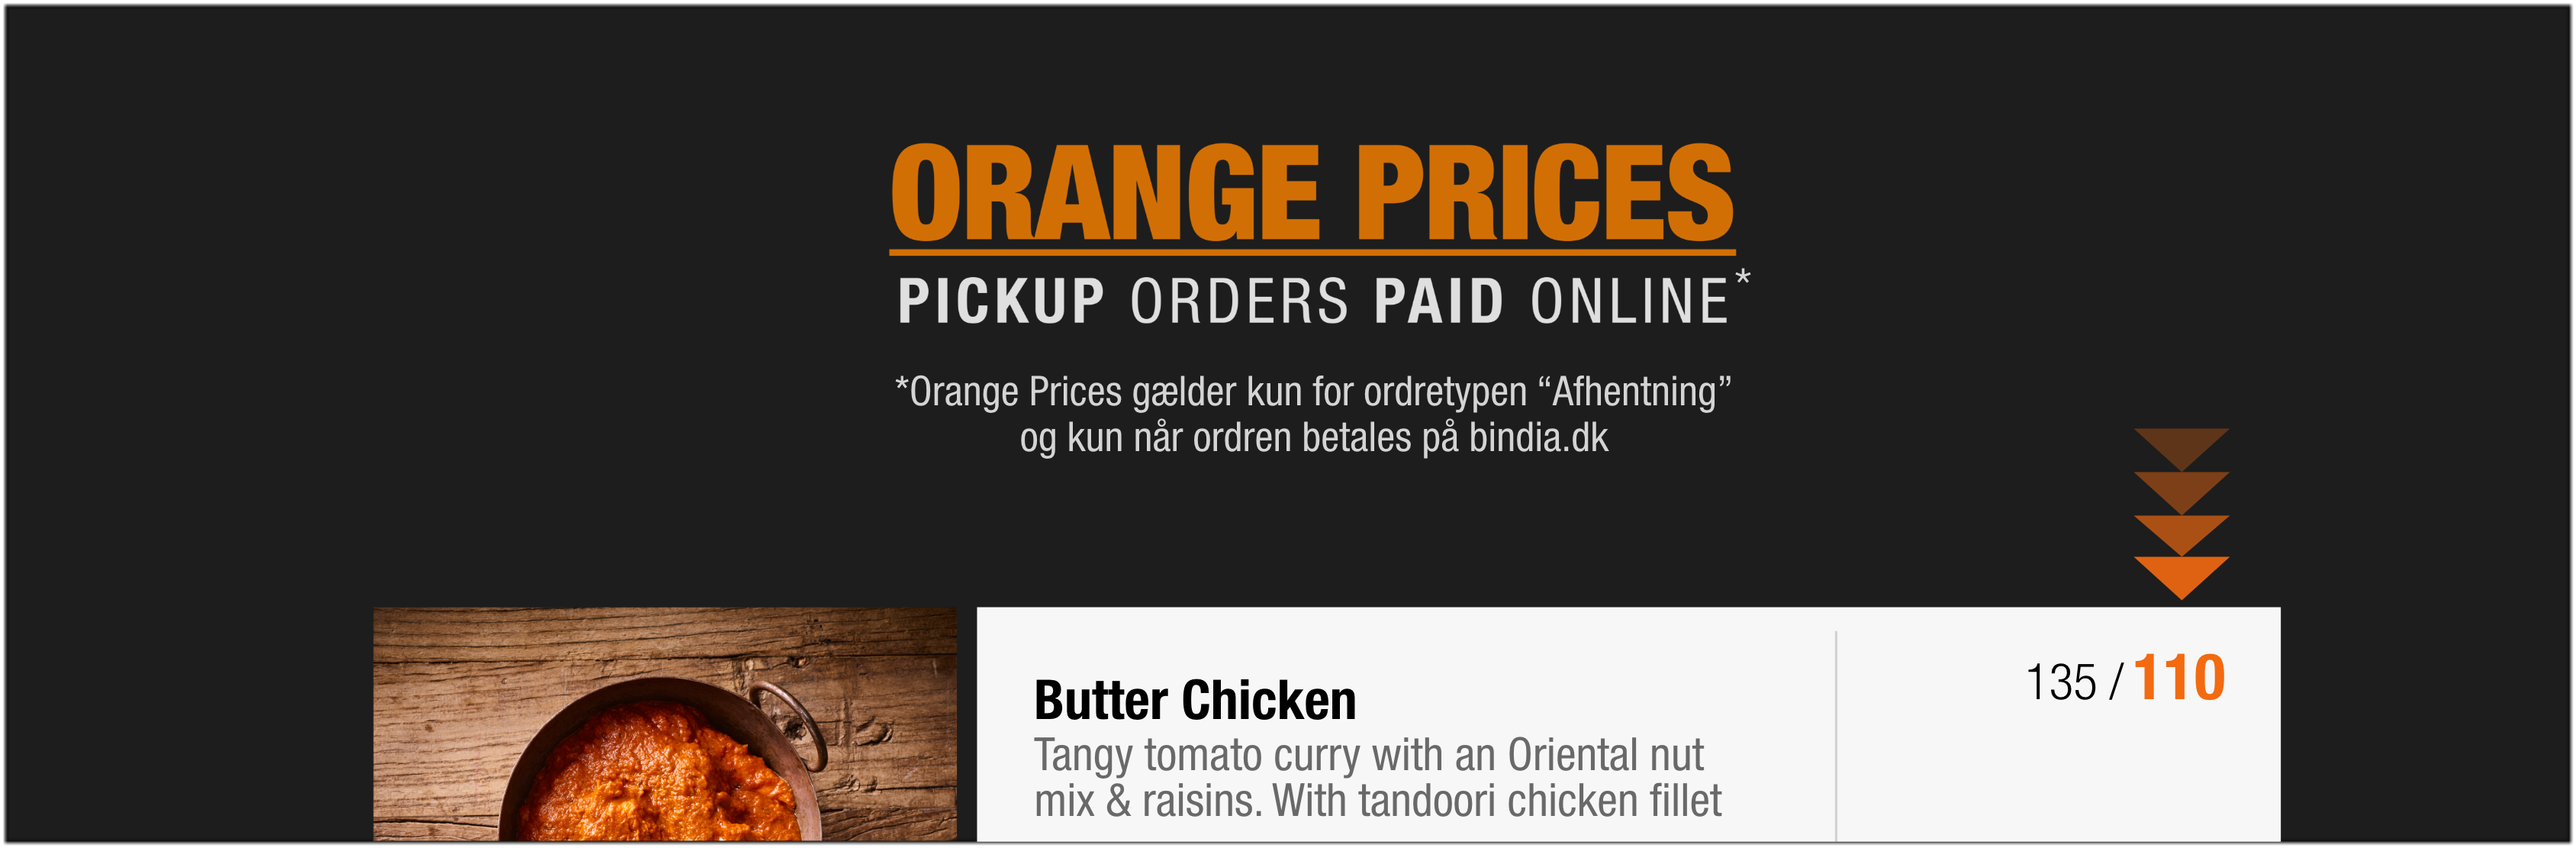 ORANGE PRICES
PICKUP ORDERS PAID ONLINE*
*Orange Prices gælder kun for ordretypen “Afhentning”
og kun når ordren betales på bindia.dk
Butter Chicken
135 / 110
Tangy tomato curry with an Oriental nut
mix & raisins. With tandoori chicken fillet